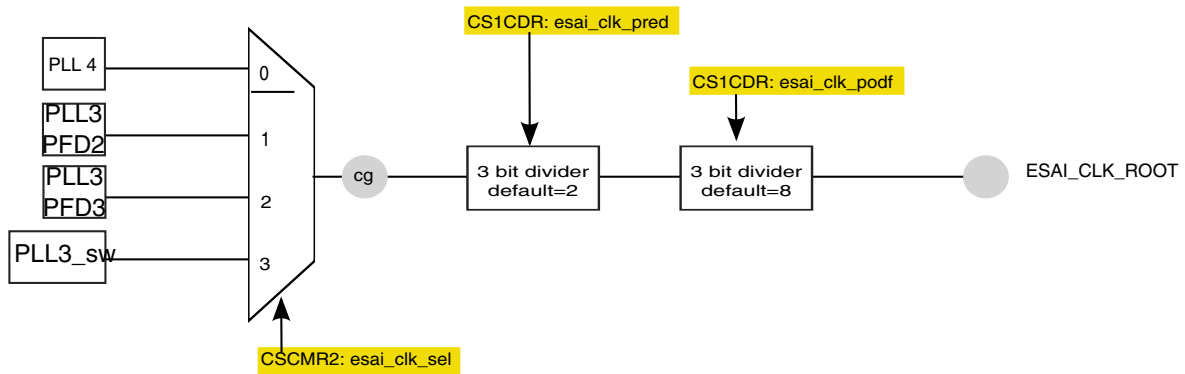 CS1CDR: esai_clk_pred
PLL 4
0
CS1CDR: esai_clk_podf
PLL3
PFD2
1
PLL3
PFD3
2
cg
3 bit divider
default=2
3 bit divider
default=8
ESAI_CLK_ROOT
PLL3_sw
3
CSCMR2: esai_clk_sel